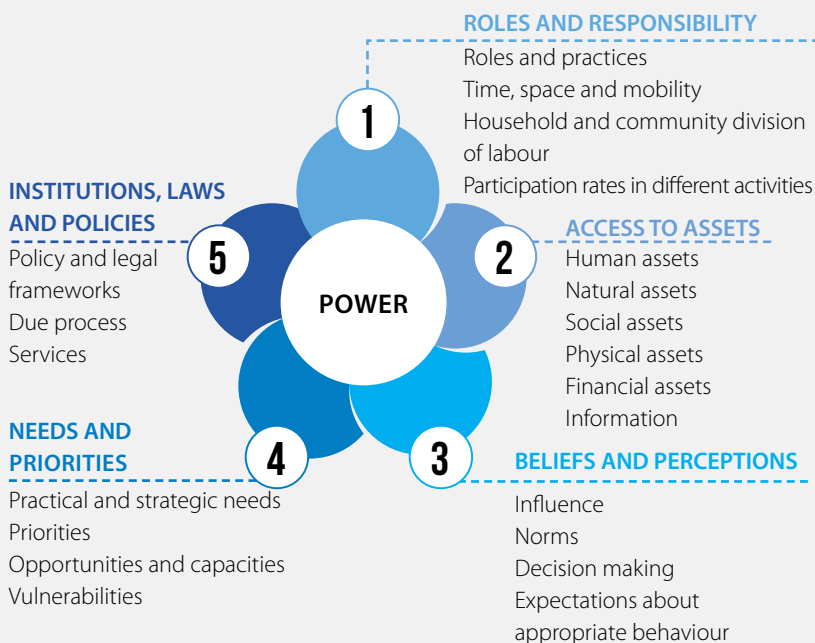 ROLES AND RESPONSIBILITY
Roles and practices
Time, space and mobility
Household and community division
of labour
Participation rates in different activities
1
ACCESS TO ASSETS
2
Human assets
Natural assets
Social assets
Physical assets
Financial assets
Information
BELIEFS AND PERCEPTIONS
3
Influence
Norms
Decision making
Expectations about
appropriate behaviour
NEEDS AND
PRIORITIES
4
Practical and strategic needs
Priorities
Opportunities and capacities
Vulnerabilities
INSTITUTIONS, LAWS
AND POLICIES
5
Policy and legal
frameworks
Due process
Services
POWER